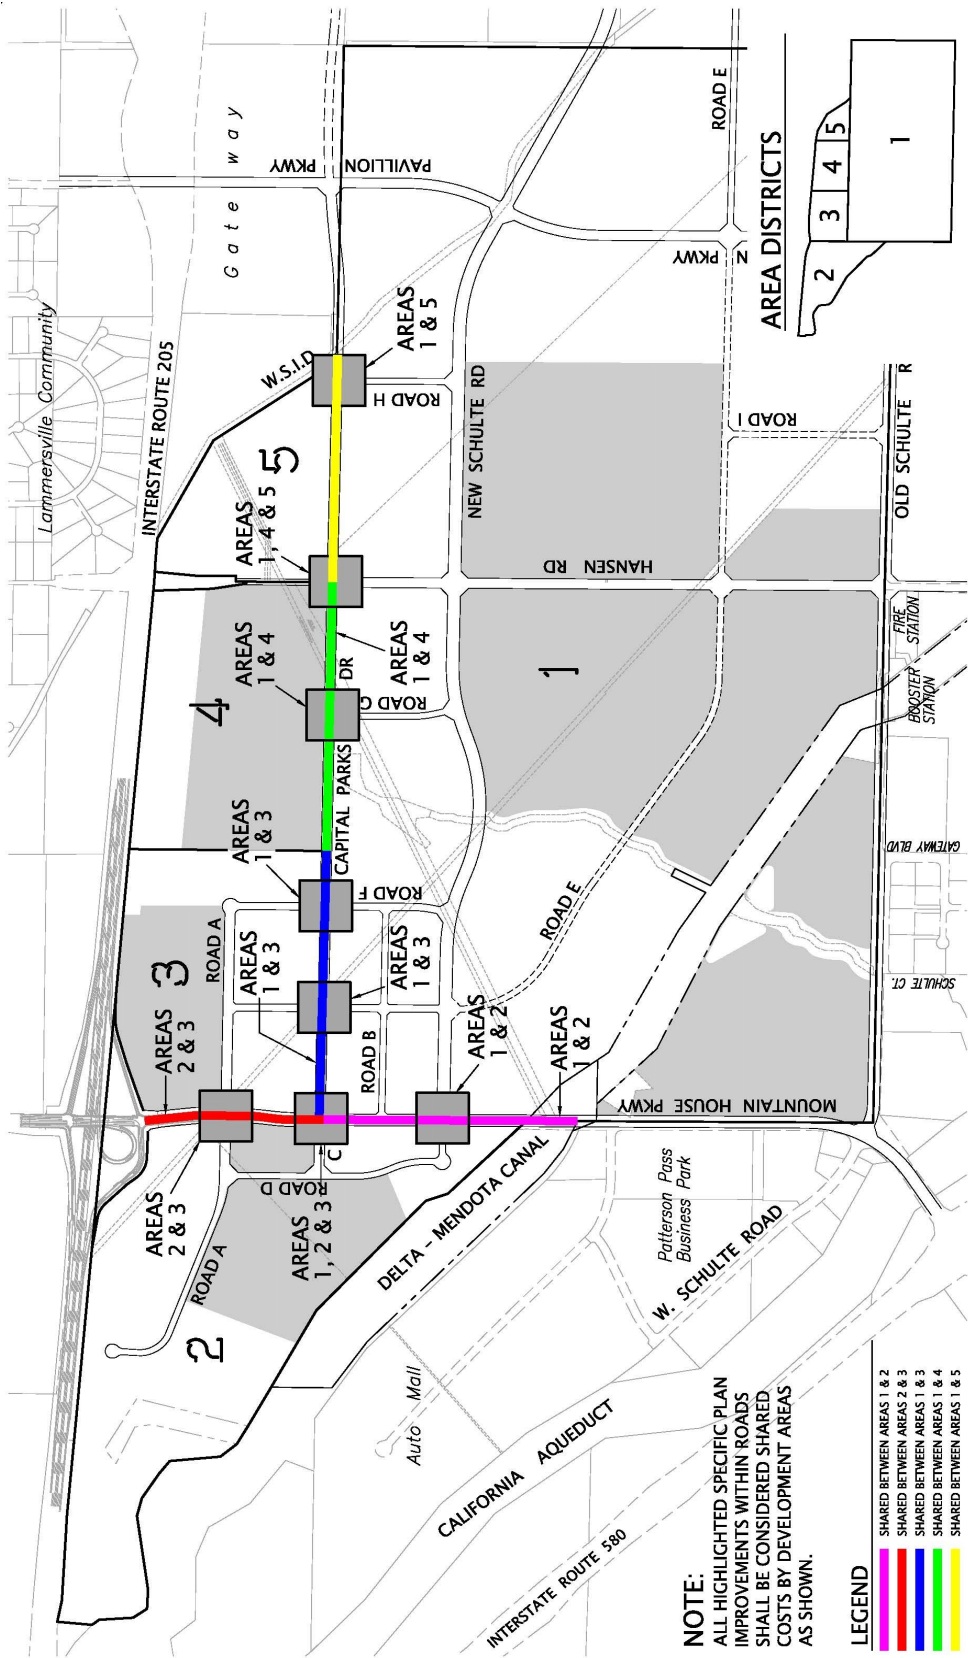 Lammersville Community
Gateway
INTERSTATE ROUTE 205
PAVILLION
PKWY
W.S.I.D
AREAS
1 & 5
ROAD H
5
AREAS
1, 4 & 5
NEW SCHULTE RD
HANSEN RD
ROAD E
N PKWY
ROAD I
OLD SCHULTE R
AREA DISTRICTS
1
2
3
4
5
4
AREAS
1 & 4
AREAS
1 & 4
DR
ROAD G
CAPITAL PARKS
1
FIRE
STATION
BOOSTER
STATION
GATEWAY BLVD
SCHULTE CT.
3
AREAS
1 & 3
ROAD F
ROAD A
AREAS
1 & 3
AREAS
1 & 3
ROAD B
ROAD E
AREAS
2 & 3
AREAS
1 & 2
AREAS
1 & 2
MOUNTAIN HOUSE PKWY
AREAS
2 & 3
C
ROAD D
AREAS
1, 2 & 3
ROAD A
2
DELTA - MENDOTA CANAL
Patterson Pass
Business Park
W. SCHULTE ROAD
Auto Mall
CALIFORNIA AQUEDUCT
INTERSTATE ROUTE 580
NOTE:
ALL HIGHLIGHTED SPECIFIC PLAN
IMPROVEMENTS WITHIN ROADS
SHALL BE CONSIDERED SHARED
COSTS BY DEVELOPMENT AREAS
AS SHOWN.
LEGEND
SHARED BETWEEN AREAS 1 & 2
SHARED BETWEEN AREAS 2 & 3
SHARED BETWEEN AREAS 1 & 3
SHARED BETWEEN AREAS 1 & 4
SHARED BETWEEN AREAS 1 & 5